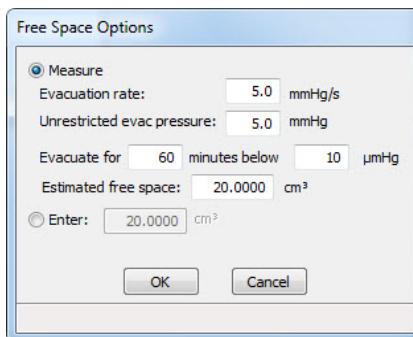 Free Space Options
Measure
Evacuation rate: 5.0 mmHg/s
Unrestricted evac pressure: 5.0 mmHg
Evacuate for 60 minutes below 10 µmHg
Estimated free space: 20.0000 cm³
Enter: 20.0000 cm³
OK Cancel